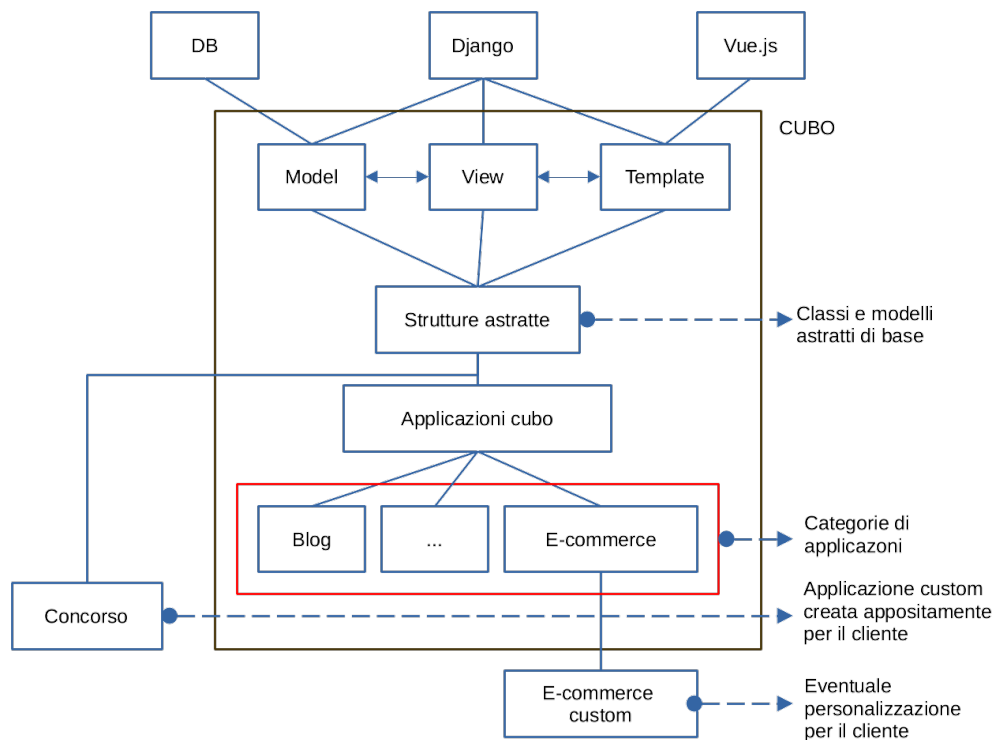 DB
Django
Vue.js
CUBO
Model
View
Template
Strutture astratte
Classi e modelli
astratti di base
Applicazioni cubo
Blog
...
E-commerce
Categorie di
applicazoni
Concorso
Applicazione custom
creata appositamente
per il cliente
E-commerce
custom
Eventuale
personalizzazione
per il cliente